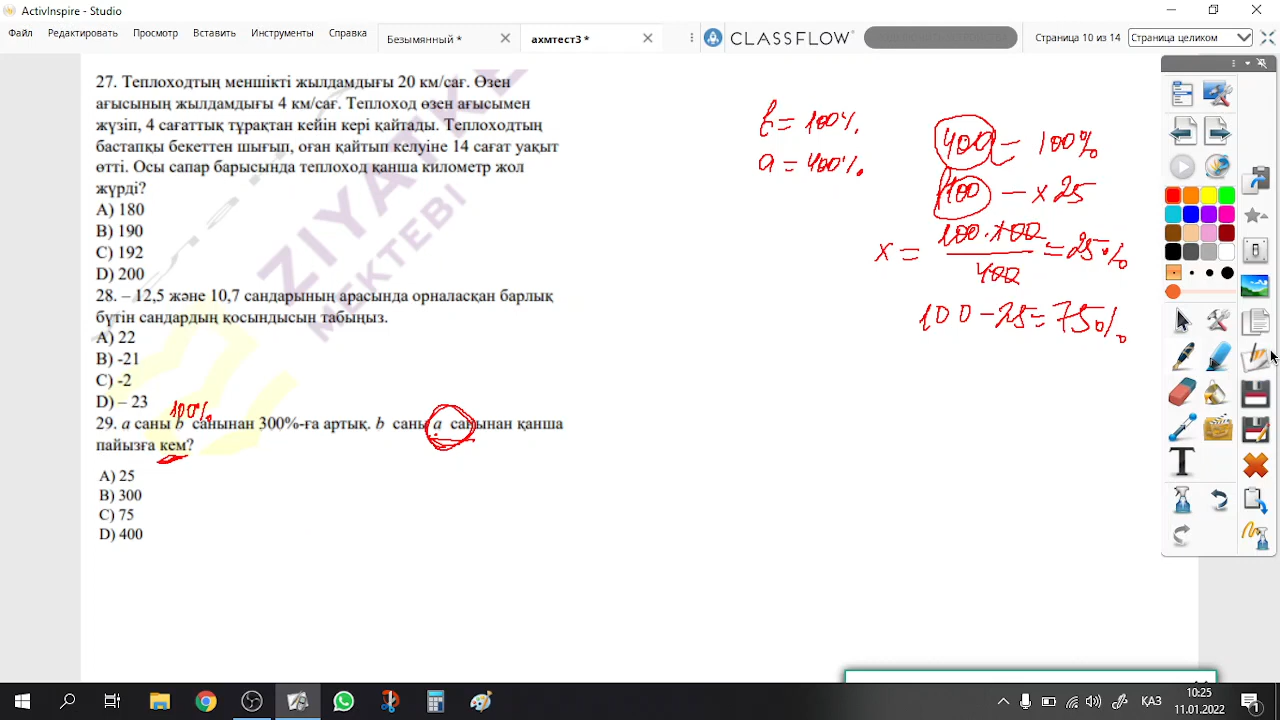 ActivInspire - Studio
Файл Редактировать Просмотр Вставить Инструменты Справка
Безымянный *
ахмтест3 *
CLASSFLOW
Страница 10 из 14
Страница целиком
27. Теплоходтың меншікті жылдамдығы 20 км/сағ. Өзен
ағысының жылдамдығы 4 км/сағ. Теплоход өзен ағысымен
жүзіп, 4 сағаттық тұрақтан кейін кері қайтады. Теплоходтың
бастапқы бекеттен шығып, оған қайтып келуіне 14 сағат уақыт
өтті. Осы сапар барысында теплоход қанша километр жол
жүрді?
A) 180
B) 190
C) 192
D) 200
28. – 12,5 және 10,7 сандарының арасында орналасқан барлық
бүтін сандардың қосындысын табыңыз.
A) 22
B) -21
C) -2
D) – 23
100%
29. a саны b санынан 300%-ға артық. b саны a санынан қанша
пайызға кем?
A) 25
B) 300
C) 75
D) 400
ZIYATKER
МЕКТЕБІ
b = 100%
a = 400%
400 – 100%
100 – x 25
x = 100·100/400 = 25%
100 - 25 = 75%
T
КАЗ
10:25
11.01.2022